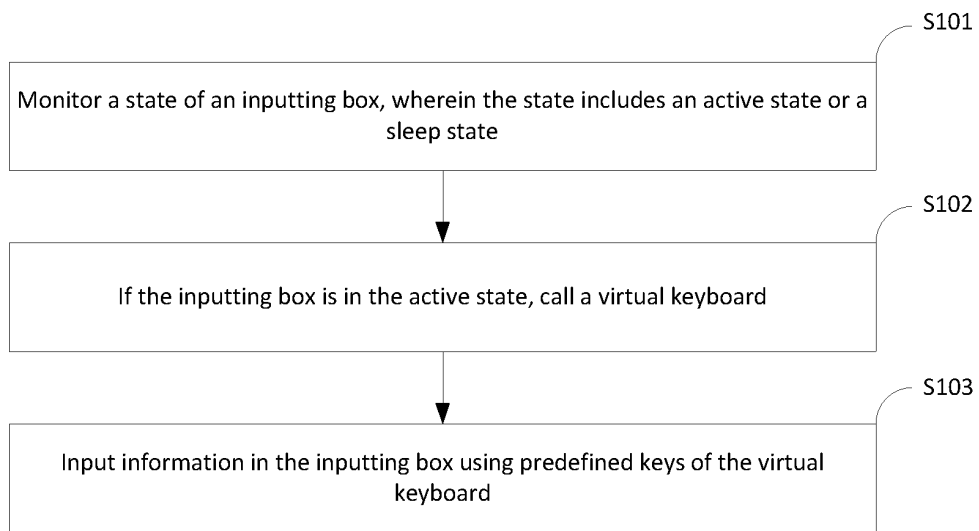 S101
Monitor a state of an inputting box, wherein the state includes an active state or a
sleep state
S102
If the inputting box is in the active state, call a virtual keyboard
S103
Input information in the inputting box using predefined keys of the virtual
keyboard